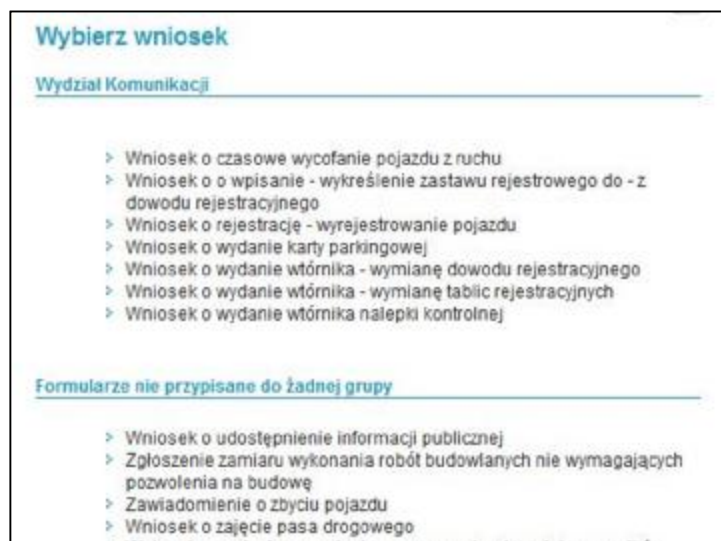 Wybierz wniosek
Wydział Komunikacji
Wniosek o czasowe wycofanie pojazdu z ruchu
Wniosek o o wpisanie - wykreślenie zastawu rejestrowego do - z
dowodu rejestracyjnego
Wniosek o rejestrację - wyrejestrowanie pojazdu
Wniosek o wydanie karty parkingowej
Wniosek o wydanie wtórnika - wymianę dowodu rejestracyjnego
Wniosek o wydanie wtórnika - wymianę tablic rejestracyjnych
Wniosek o wydanie wtórnika nalepki kontrolnej
Formularze nie przypisane do żadnej grupy
Wniosek o udostępnienie informacji publicznej
Zgłoszenie zamiaru wykonania robót budowlanych nie wymagających
pozwolenia na budowę
Zawiadomienie o zbyciu pojazdu
Wniosek o zajęcie pasa drogowego